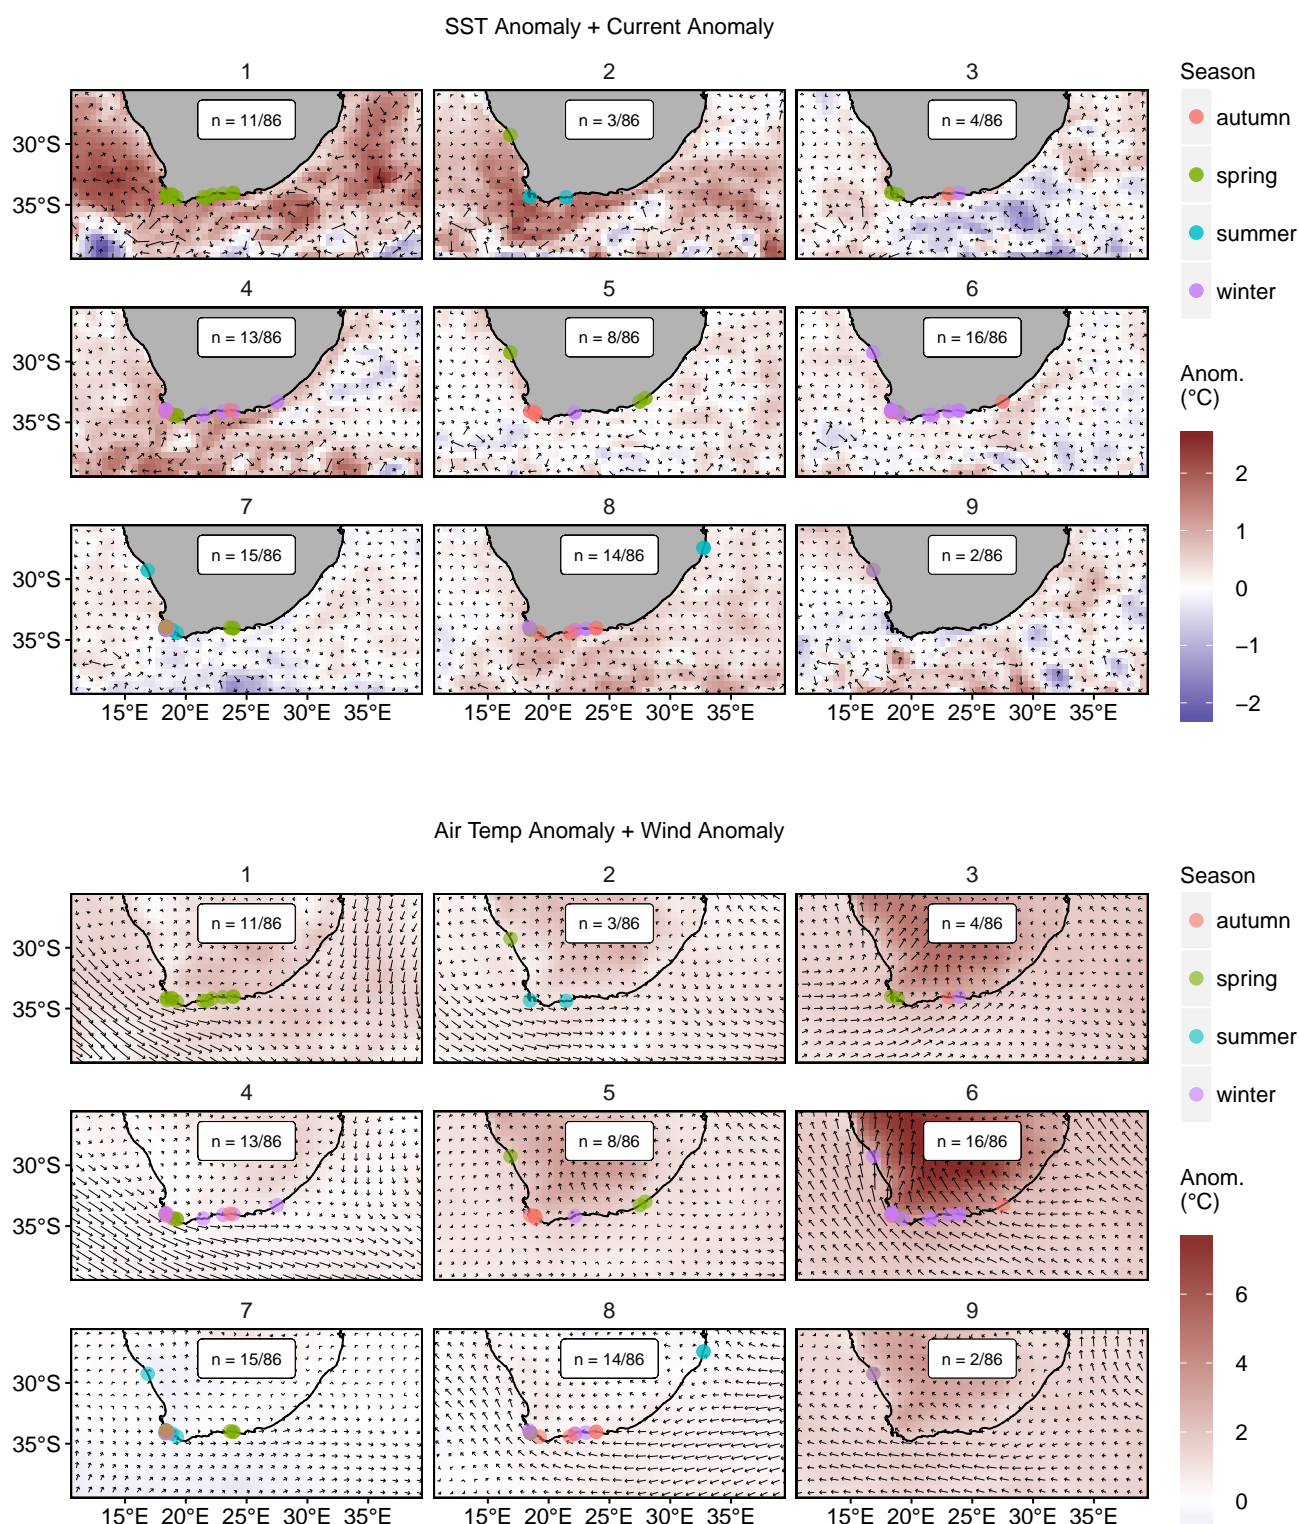 SST Anomaly + Current Anomaly
1 2 3
n = 11/86 n = 3/86 n = 4/86
30°S
35°S
4 5 6
n = 13/86 n = 8/86 n = 16/86
30°S
35°S
7 8 9
n = 15/86 n = 14/86 n = 2/86
30°S
35°S
15°E 20°E 25°E 30°E 35°E 15°E 20°E 25°E 30°E 35°E 15°E 20°E 25°E 30°E 35°E
Season
autumn
spring
summer
winter
Anom.
(°C)
2
1
0
−1
−2
Air Temp Anomaly + Wind Anomaly
1 2 3
n = 11/86 n = 3/86 n = 4/86
30°S
35°S
4 5 6
n = 13/86 n = 8/86 n = 16/86
30°S
35°S
7 8 9
n = 15/86 n = 14/86 n = 2/86
30°S
35°S
15°E 20°E 25°E 30°E 35°E 15°E 20°E 25°E 30°E 35°E 15°E 20°E 25°E 30°E 35°E
Season
autumn
spring
summer
winter
Anom.
(°C)
6
4
2
0